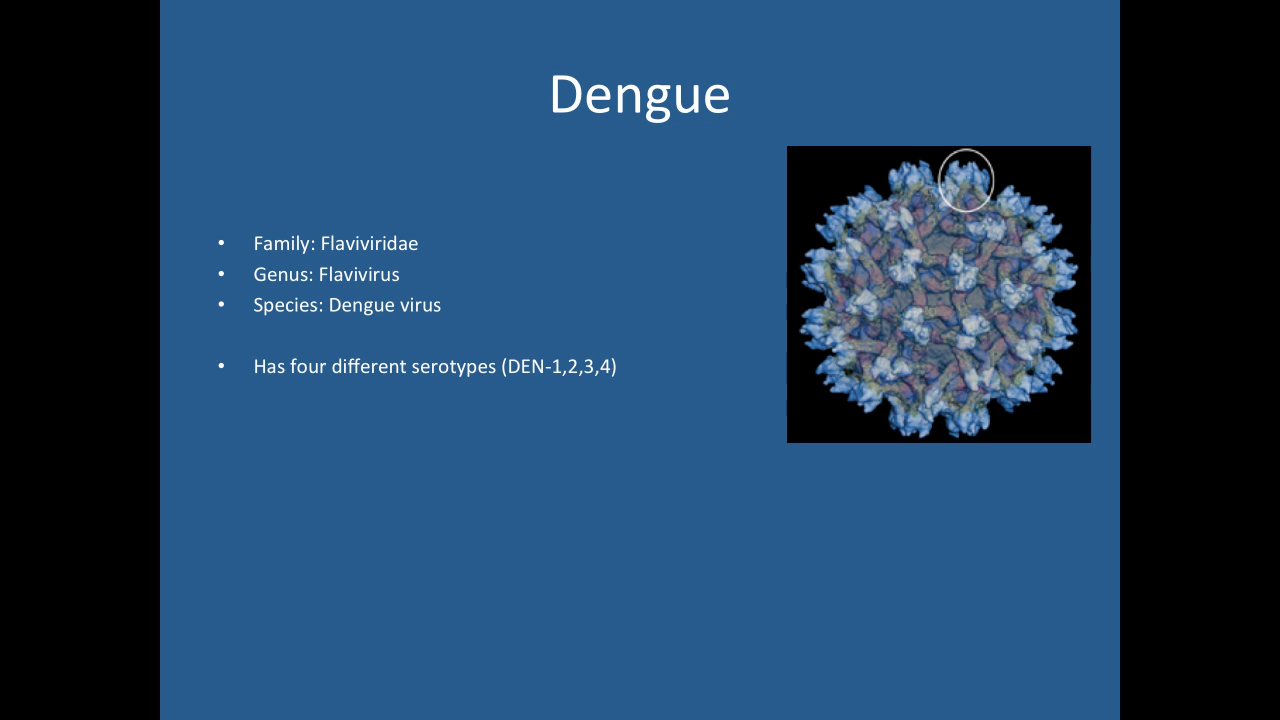 Dengue
• Family: Flaviviridae
• Genus: Flavivirus
• Species: Dengue virus
• Has four different serotypes (DEN-1,2,3,4)